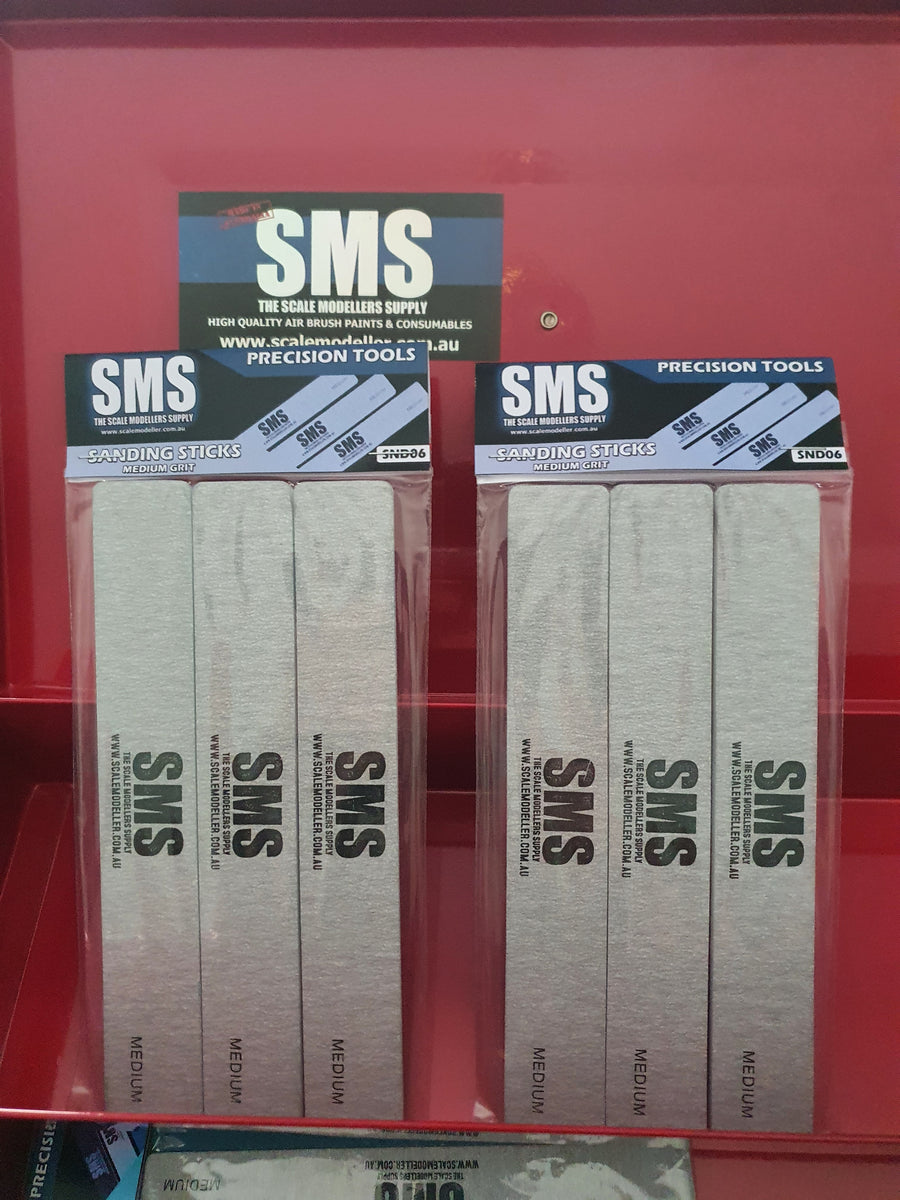 SMS
THE SCALE MODELLERS SUPPLY
HIGH QUALITY AIR BRUSH PAINTS & CONSUMABLES
www.scalemodeller.com.au
SMS
THE SCALE MODELLERS SUPPLY
www.scalemodeller.com.au
PRECISION TOOLS
SANDING STICKS
MEDIUM GRIT
SMS
SMS
SMS
SND06
SMS
THE SCALE MODELLERS SUPPLY
www.scalemodeller.com.au
PRECISION TOOLS
SANDING STICKS
MEDIUM GRIT
SMS
SMS
SMS
SND06
SMS
THE SCALE MODELLERS SUPPLY
WWW.SCALEMODELLER.COM.AU
MEDIUM
SMS
THE SCALE MODELLERS SUPPLY
WWW.SCALEMODELLER.COM.AU
MEDIUM
SMS
THE SCALE MODELLERS SUPPLY
WWW.SCALEMODELLER.COM.AU
MEDIUM
SMS
THE SCALE MODELLERS SUPPLY
WWW.SCALEMODELLER.COM.AU
MEDIUM
SMS
THE SCALE MODELLERS SUPPLY
WWW.SCALEMODELLER.COM.AU
MEDIUM
SMS
THE SCALE MODELLERS SUPPLY
WWW.SCALEMODELLER.COM.AU
MEDIUM
SMS
MEDIUM
WWW.SCALEMODELLER.COM.AU
THE SCALE MODELLERS SUPPLY
SMS